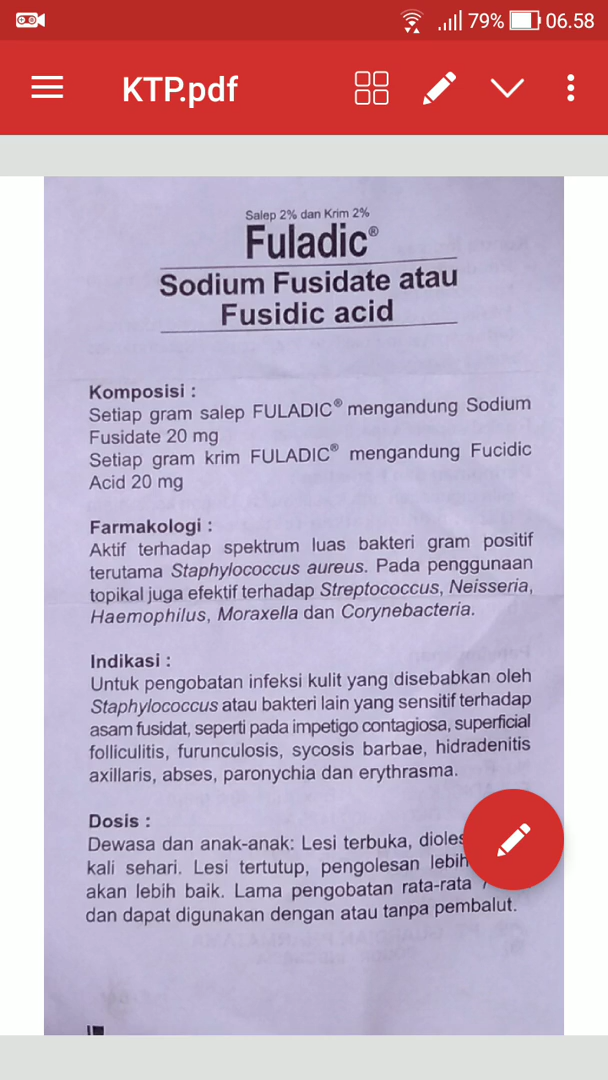 79% 06.58
KTP.pdf
Salep 2% dan Krim 2%
Fuladic®
Sodium Fusidate atau
Fusidic acid
Komposisi :
Setiap gram salep FULADIC® mengandung Sodium
Fusidate 20 mg
Setiap gram krim FULADIC® mengandung Fucidic
Acid 20 mg
Farmakologi :
Aktif terhadap spektrum luas bakteri gram positif
terutama Staphylococcus aureus. Pada penggunaan
topikal juga efektif terhadap Streptococcus, Neisseria,
Haemophilus, Moraxella dan Corynebacteria.
Indikasi :
Untuk pengobatan infeksi kulit yang disebabkan oleh
Staphylococcus atau bakteri lain yang sensitif terhadap
asam fusidat, seperti pada impetigo contagiosa, superficial
folliculitis, furunculosis, sycosis barbae, hidradenitis
axillaris, abses, paronychia dan erythrasma.
Dosis :
Dewasa dan anak-anak: Lesi terbuka,
kali sehari. Lesi tertutup, pengolesan lebih
akan lebih baik. Lama pengobatan rata-rata
dan dapat digunakan dengan atau tanpa pembalut.